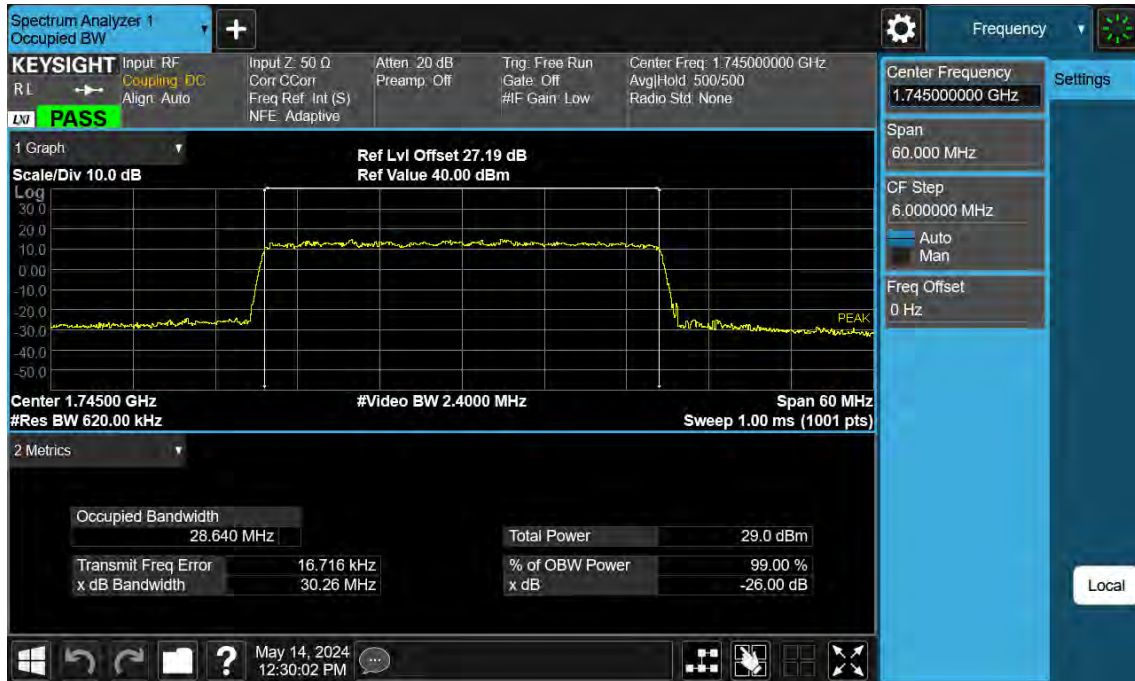 Spectrum Analyzer 1
Occupied BW
Frequency
KEYSIGHT
R L
LXI
PASS
Input: RF
Coupling: DC
Align: Auto
Input Z: 50 Ω
Corr CCorr
Freq Ref: Int (S)
NFE: Adaptive
Atten: 20 dB
Preamp: Off
Trig: Free Run
Gate: Off
#IF Gain: Low
Center Freq: 1.745000000 GHz
Avg|Hold: 500/500
Radio Std: None
Center Frequency
1.745000000 GHz
Settings
Span
60.000 MHz
CF Step
6.000000 MHz
Auto
Man
Freq Offset
0 Hz
Local
1 Graph
Scale/Div 10.0 dB
Ref Lvl Offset 27.19 dB
Ref Value 40.00 dBm
Log
30.0
20.0
10.0
0.00
-10.0
-20.0
-30.0
-40.0
-50.0
PEAK
Center 1.74500 GHz
#Video BW 2.4000 MHz
Span 60 MHz
#Res BW 620.00 kHz
Sweep 1.00 ms (1001 pts)
2 Metrics
Occupied Bandwidth
28.640 MHz
Total Power 29.0 dBm
Transmit Freq Error 16.716 kHz
% of OBW Power 99.00 %
x dB Bandwidth 30.26 MHz
x dB -26.00 dB
?
May 14, 2024
12:30:02 PM